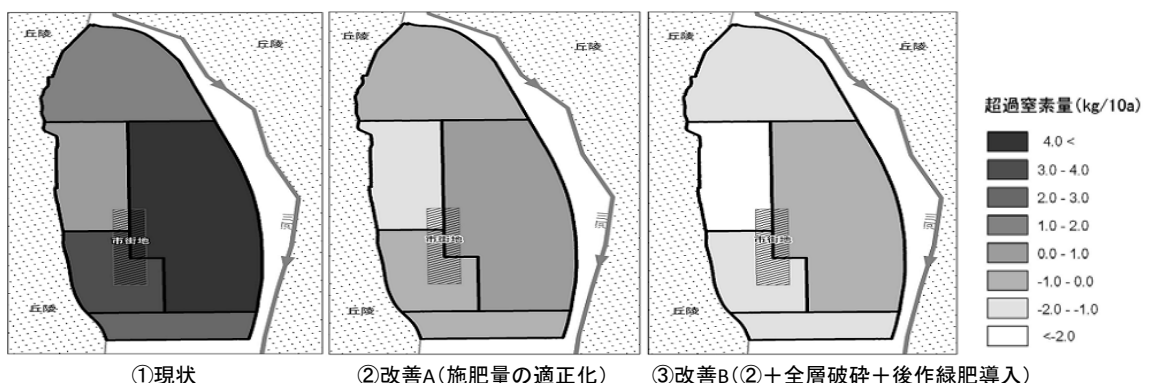 丘陵
丘陵
市街地
河川
丘陵
①現状
丘陵
丘陵
市街地
丘陵
②改善A(施肥量の適正化)
丘陵
丘陵
市街地
河川
丘陵
③改善B(②+全層破砕+後作緑肥導入)
超過窒素量(kg/10a)
4.0 <
3.0 - 4.0
2.0 - 3.0
1.0 - 2.0
0.0 - 1.0
-1.0 - 0.0
-2.0 - -1.0
<-2.0